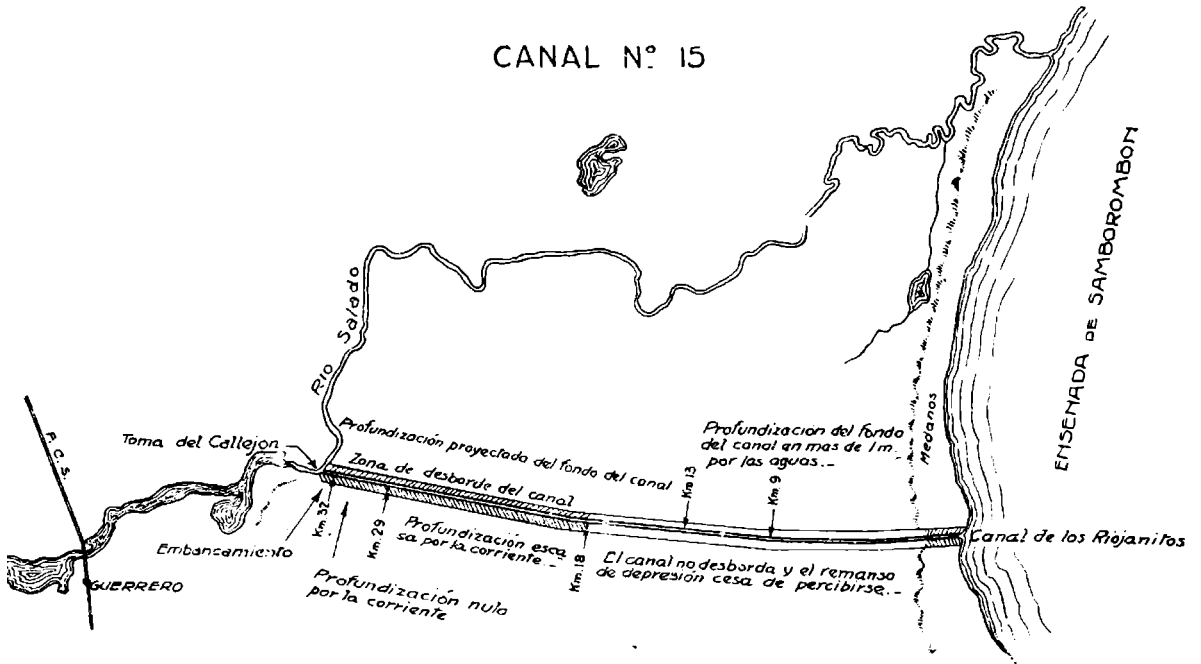 CANAL Nº 15
ENSENADA DE SAMBOROMBON
Rio Salado
Medanos
F.C.S.
Toma del Callejon
Profundización proyectada del fondo del canal
Zona de desborde del canal
Profundización del fondo
del canal en mas de 1 m.
por las aguas.-
Km 13
Km 9
Canal de los Riojanitos
Embancamiento
Km 32
Km. 29
Km. 18
Profundización esca
sa por la corriente.-
El canal no desborda y el remanso
de depresión cesa de percibirse.-
Profundización nula
por la corriente
GUERRERO